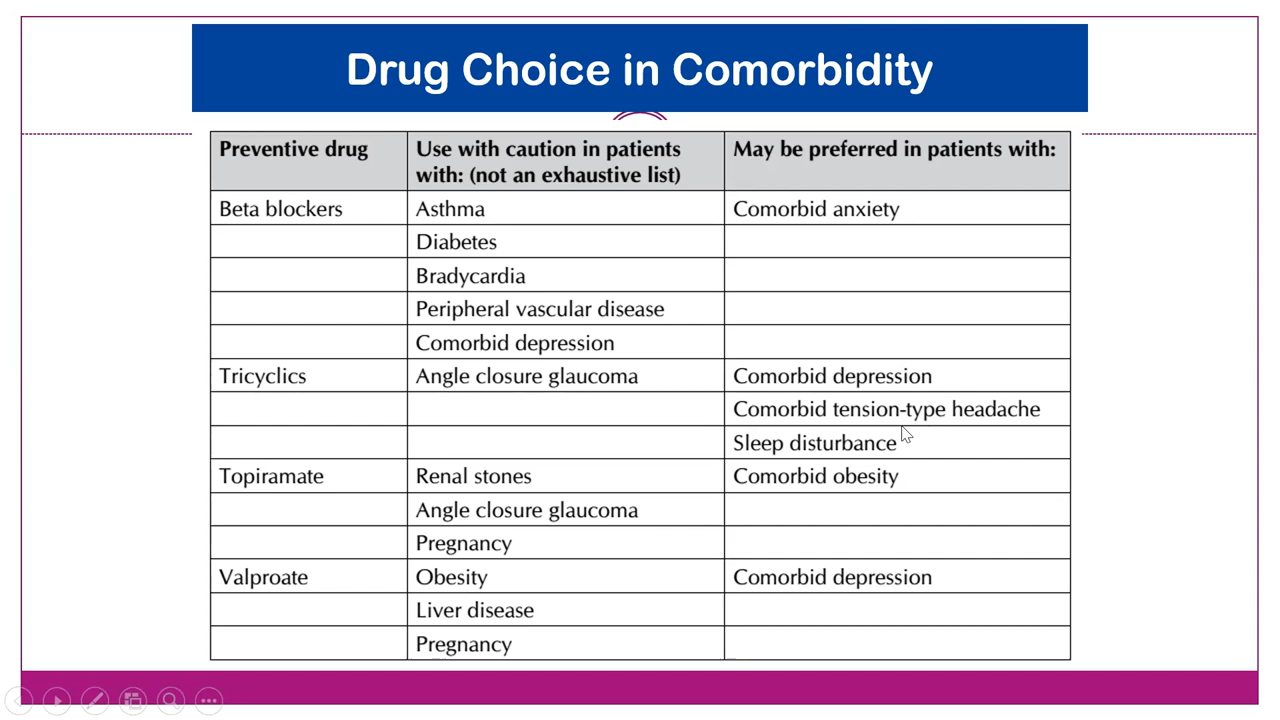 Drug Choice in Comorbidity
Preventive drug
Use with caution in patients
with: (not an exhaustive list)
May be preferred in patients with:
Beta blockers
Asthma
Comorbid anxiety
Diabetes
Bradycardia
Peripheral vascular disease
Comorbid depression
Tricyclics
Angle closure glaucoma
Comorbid depression
Comorbid tension-type headache
Sleep disturbance
Topiramate
Renal stones
Comorbid obesity
Angle closure glaucoma
Pregnancy
Valproate
Obesity
Comorbid depression
Liver disease
Pregnancy